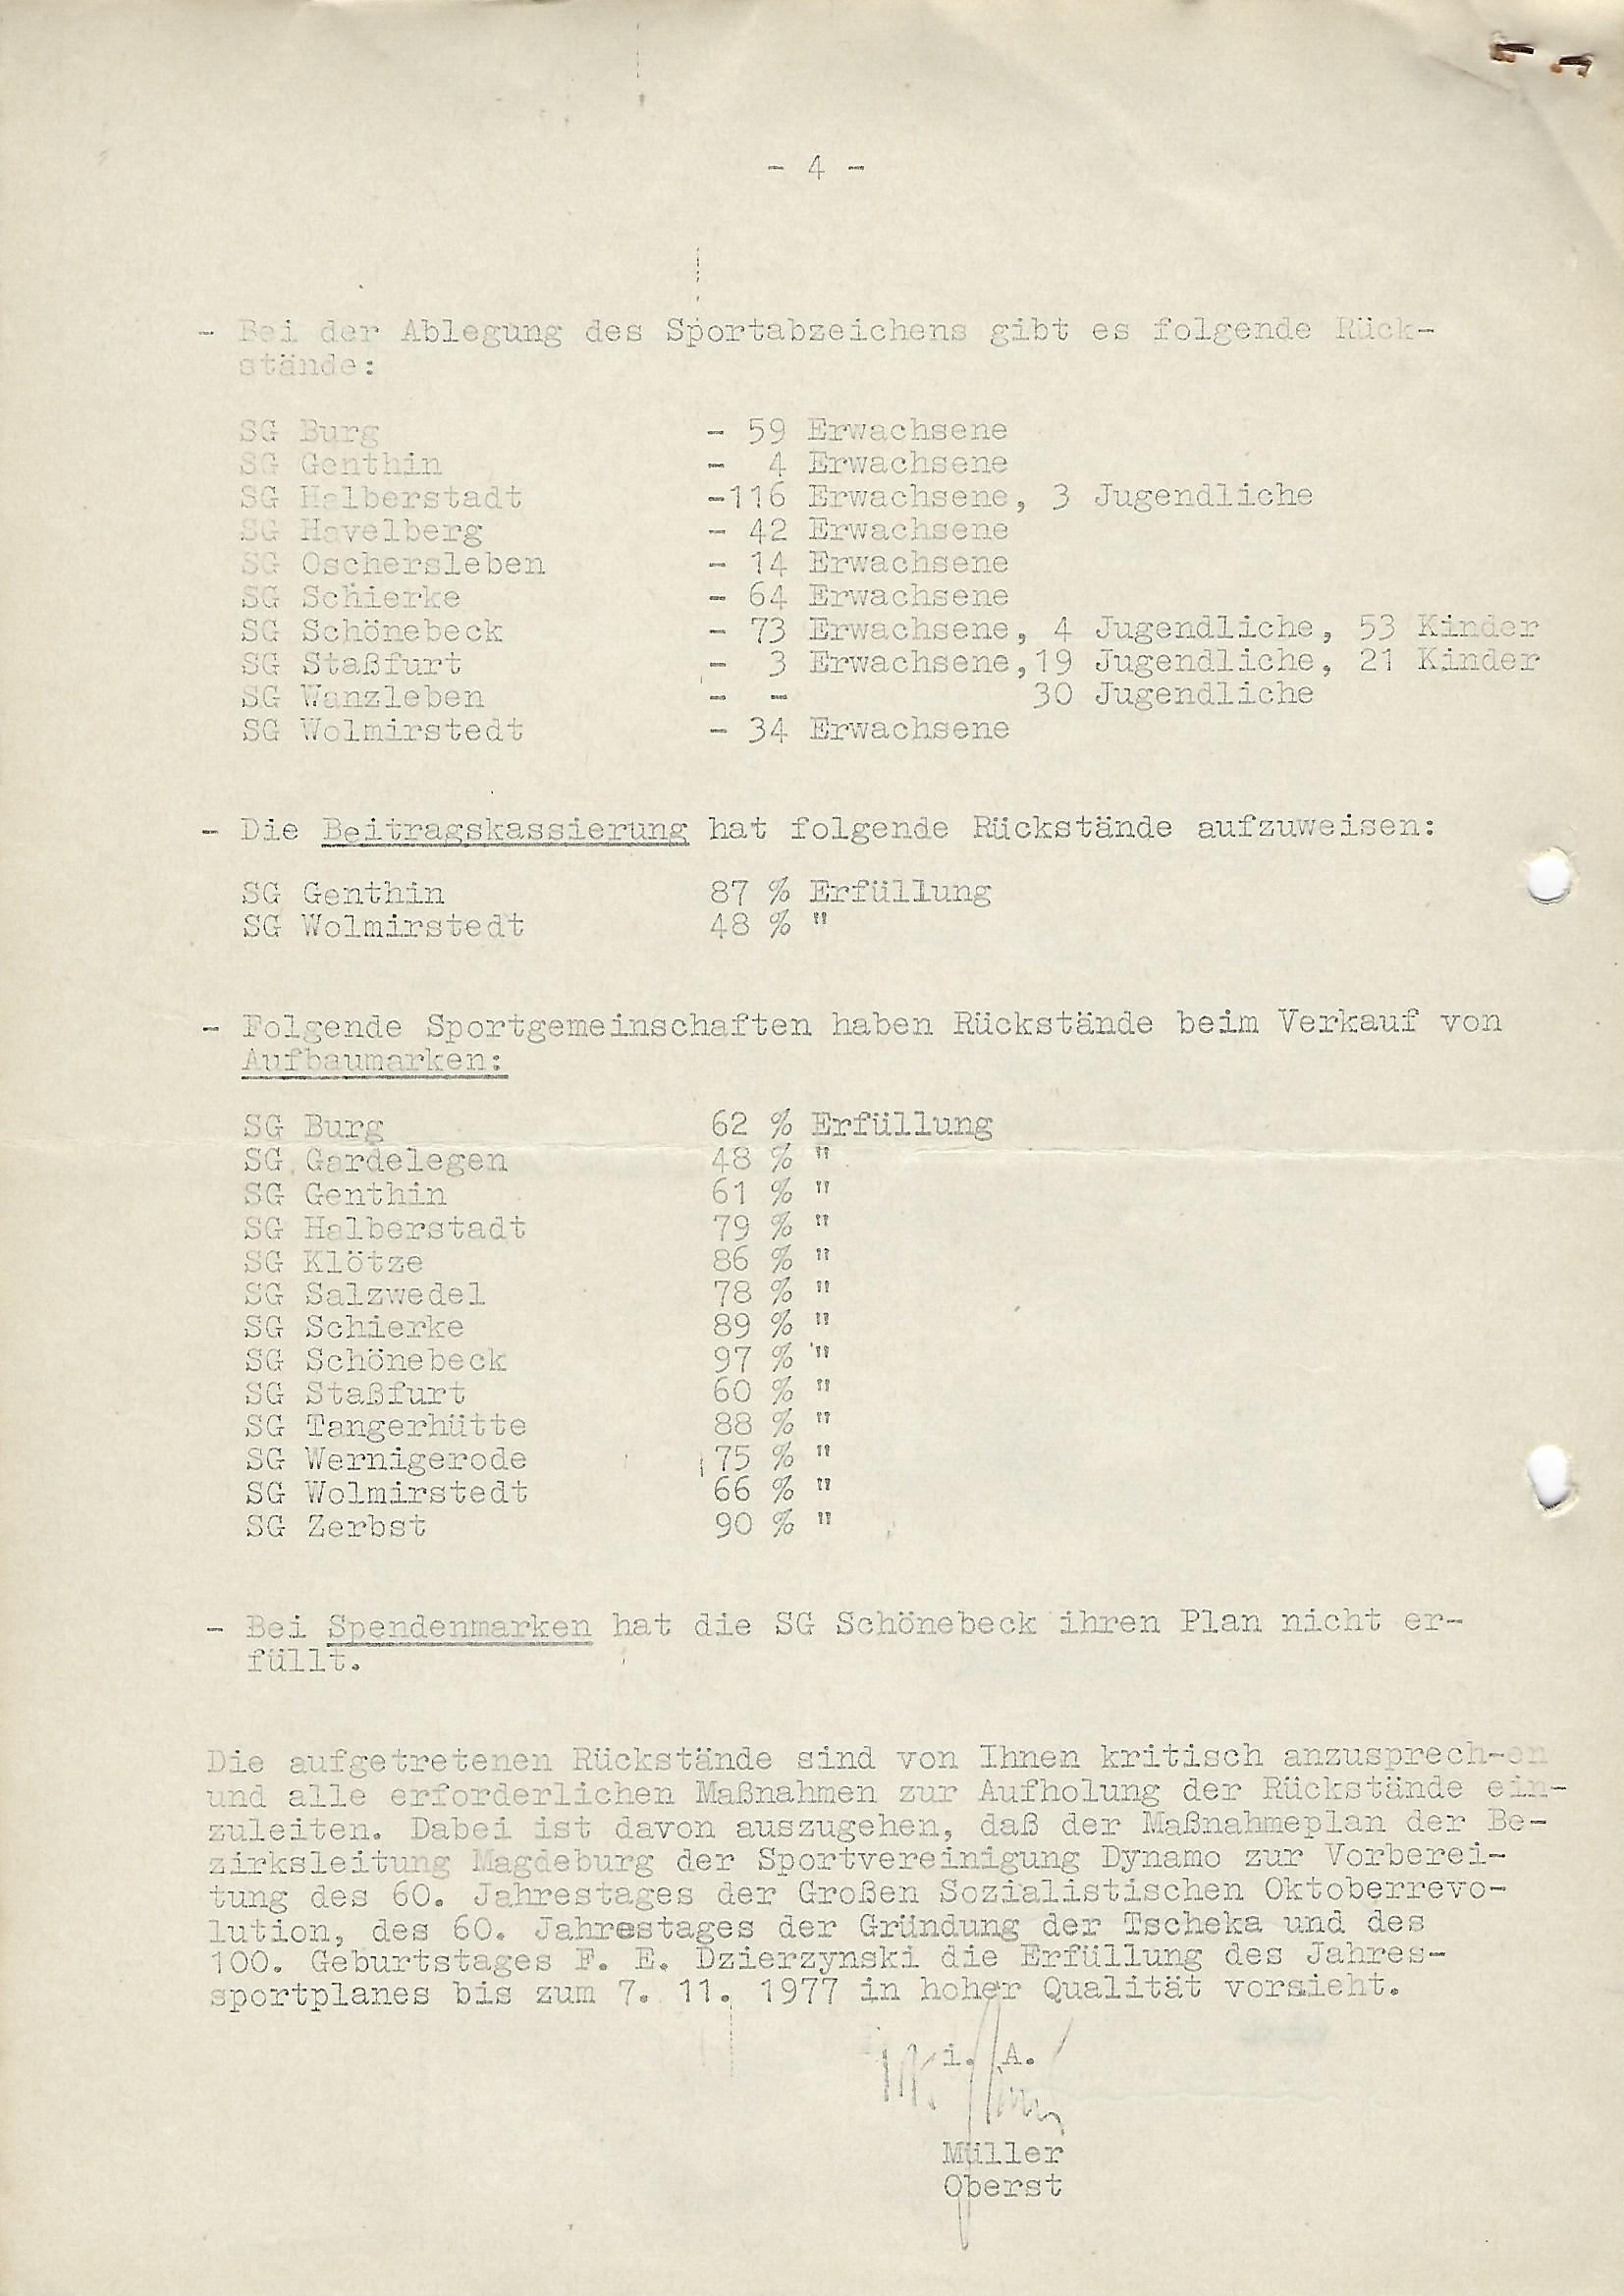 - 4 -
- Bei der Ablegung des Sportabzeichens gibt es folgende Rück-
stände:
SG Burg - 59 Erwachsene
SG Genthin - 4 Erwachsene
SG Halberstadt -116 Erwachsene, 3 Jugendliche
SG Havelberg - 42 Erwachsene
SG Oschersleben - 14 Erwachsene
SG Schierke - 64 Erwachsene
SG Schönebeck - 73 Erwachsene, 4 Jugendliche, 53 Kinder
SG Staßfurt - 3 Erwachsene,19 Jugendliche, 21 Kinder
SG Wanzleben - - 30 Jugendliche
SG Wolmirstedt - 34 Erwachsene
- Die Beitragskassierung hat folgende Rückstände aufzuweisen:
SG Genthin 87 % Erfüllung
SG Wolmirstedt 48 % "
- Folgende Sportgemeinschaften haben Rückstände beim Verkauf von
Aufbaumarken:
SG Burg 62 % Erfüllung
SG Gardelegen 48 % "
SG Genthin 61 % "
SG Halberstadt 79 % "
SG Klötze 86 % "
SG Salzwedel 78 % "
SG Schierke 89 % "
SG Schönebeck 97 % "
SG Staßfurt 60 % "
SG Tangerhütte 88 % "
SG Wernigerode 75 % "
SG Wolmirstedt 66 % "
SG Zerbst 90 % "
- Bei Spendenmarken hat die SG Schönebeck ihren Plan nicht er-
füllt.
Die aufgetretenen Rückstände sind von Ihnen kritisch anzusprech-en
und alle erforderlichen Maßnahmen zur Aufholung der Rückstände ein-
zuleiten. Dabei ist davon auszugehen, daß der Maßnahmeplan der Be-
zirksleitung Magdeburg der Sportvereinigung Dynamo zur Vorberei-
tung des 60. Jahrestages der Großen Sozialistischen Oktoberrevo-
lution, des 60. Jahrestages der Gründung der Tscheka und des
100. Geburtstages F. E. Dzierzynski die Erfüllung des Jahres-
sportplanes bis zum 7. 11. 1977 in hoher Qualität vorsieht.
i. A.
Müller
Oberst